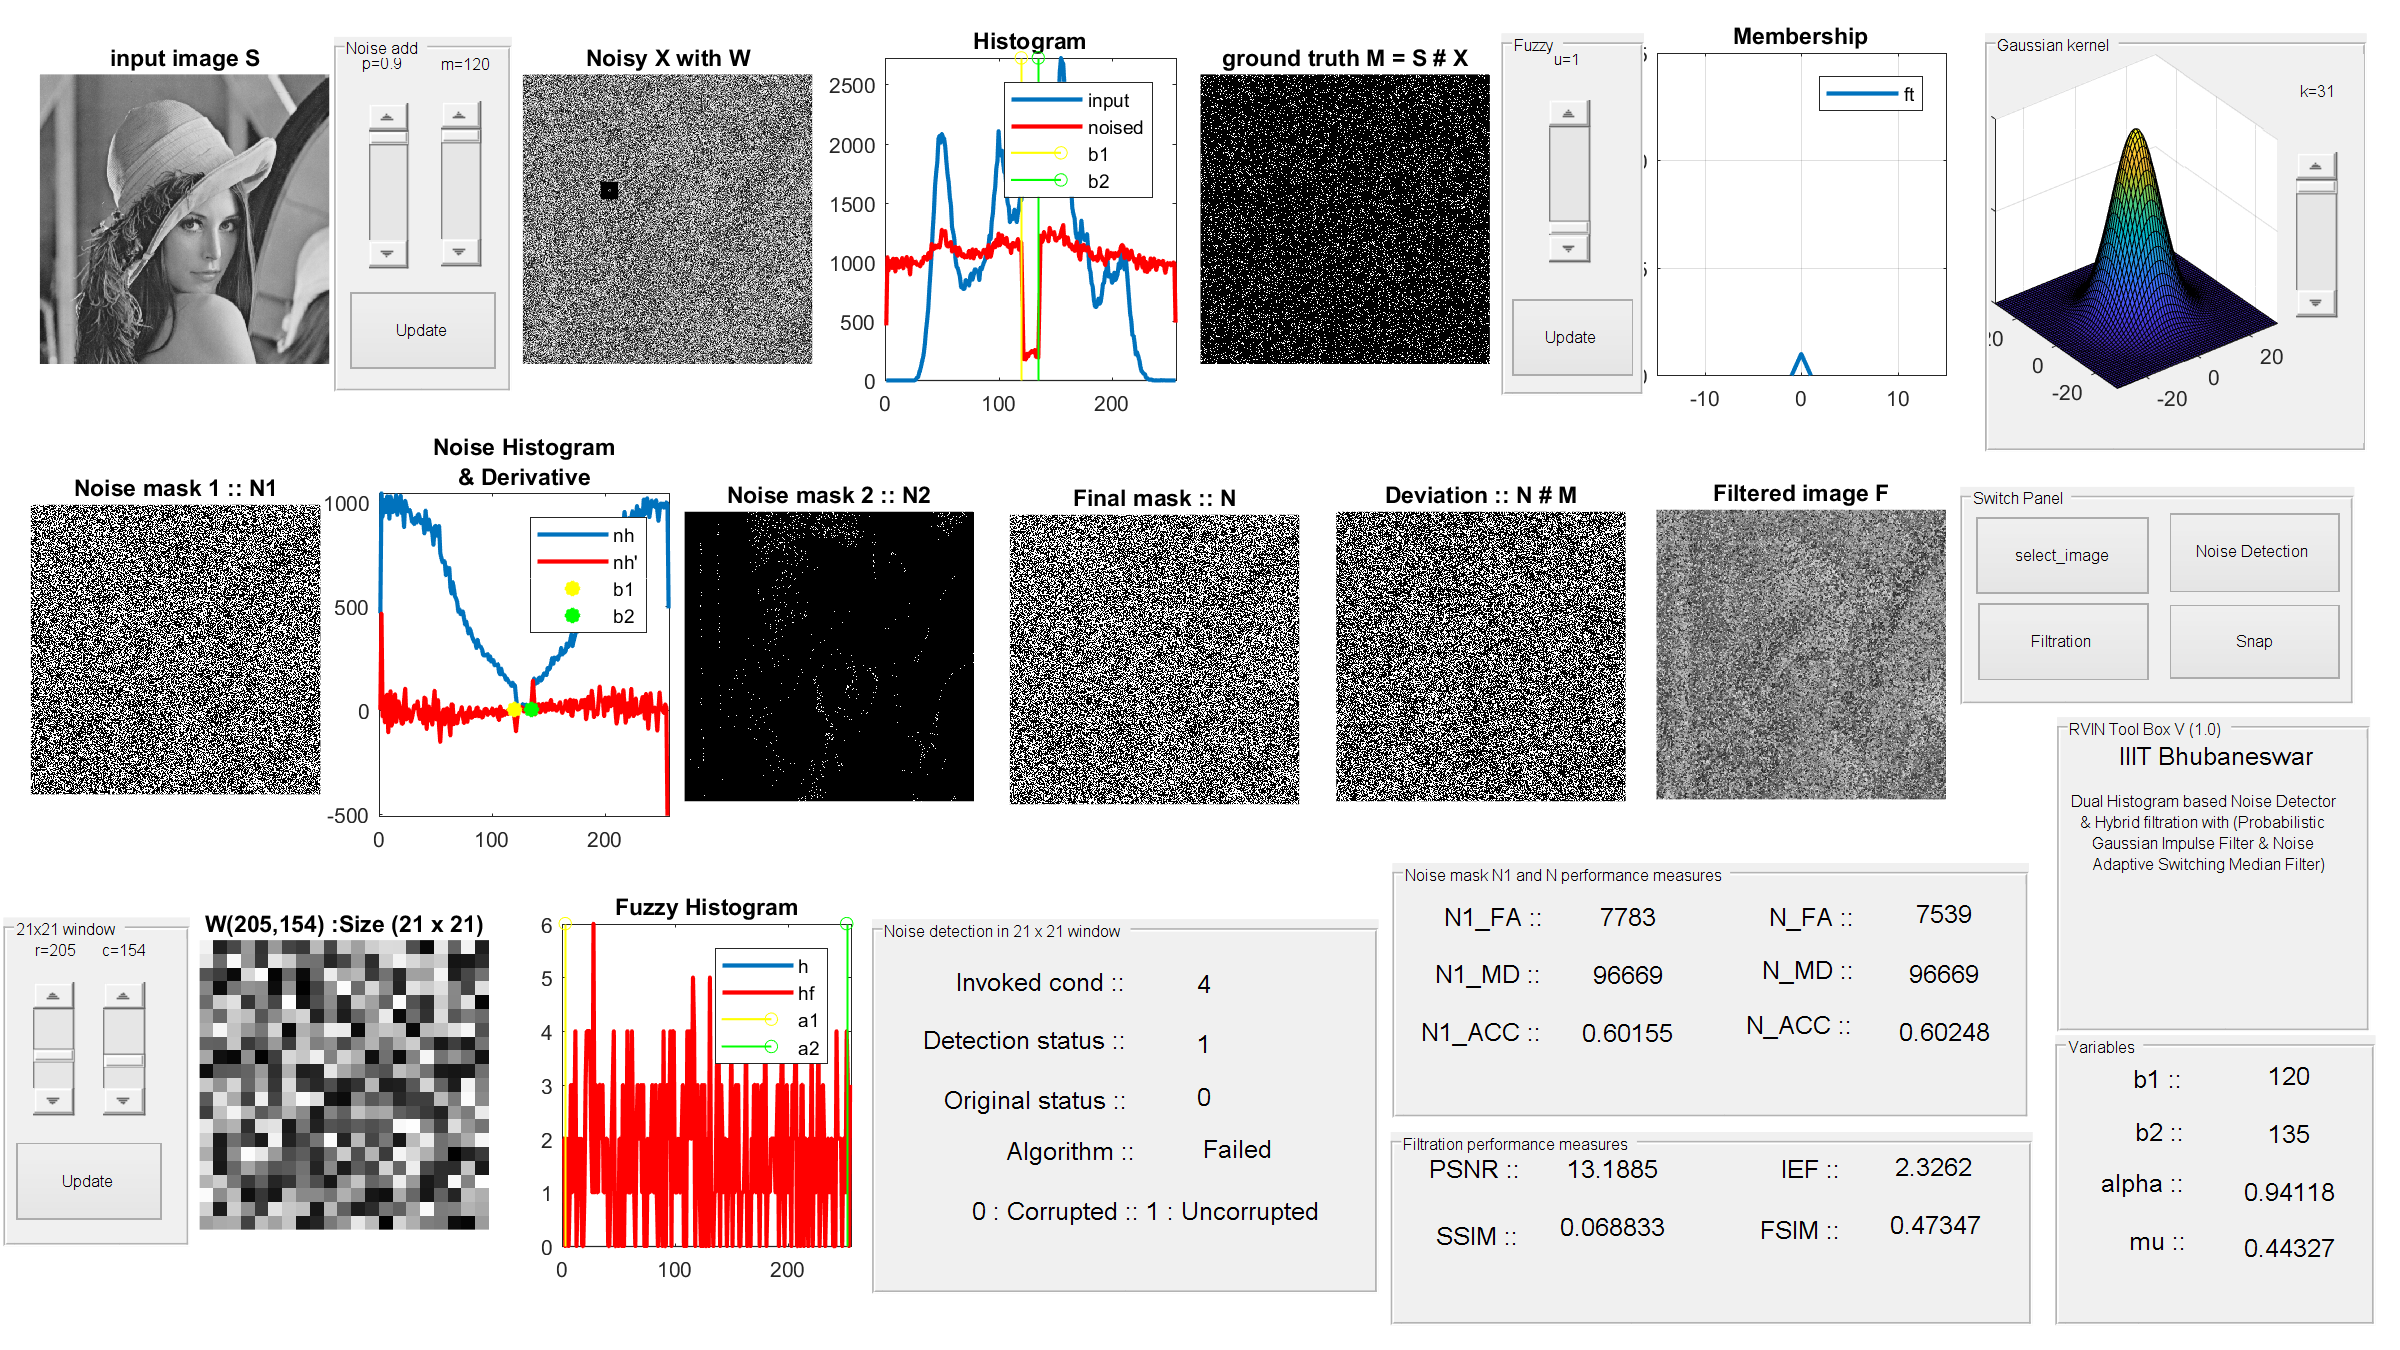 input image S
Noise add
p=0.9
m=120
Update
Noisy X with W
Histogram
2500
2000
1500
1000
500
0
0
100
200
input
noised
b1
b2
ground truth M = S # X
Fuzzy
u=1
Update
Membership
ft
-10
0
10
Gaussian kernel
k=31
20
0
-20
-20
0
20
Noise mask 1 :: N1
Noise Histogram
& Derivative
1000
500
0
-500
0
100
200
nh
nh'
b1
b2
Noise mask 2 :: N2
Final mask :: N
Deviation :: N # M
Filtered image F
Switch Panel
select_image
Noise Detection
Filtration
Snap
RVIN Tool Box V (1.0)
IIIT Bhubaneswar
Dual Histogram based Noise Detector
& Hybrid filtration with (Probabilistic
Gaussian Impulse Filter & Noise
Adaptive Switching Median Filter)
21x21 window
r=205
c=154
Update
W(205,154) :Size (21 x 21)
Fuzzy Histogram
6
5
4
3
2
1
0
0
100
200
h
hf
a1
a2
Noise detection in 21 x 21 window
Invoked cond :: 4
Detection status :: 1
Original status :: 0
Algorithm :: Failed
0 : Corrupted :: 1 : Uncorrupted
Noise mask N1 and N performance measures
N1_FA :: 7783 N_FA :: 7539
N1_MD :: 96669 N_MD :: 96669
N1_ACC :: 0.60155 N_ACC :: 0.60248
Filtration performance measures
PSNR :: 13.1885 IEF :: 2.3262
SSIM :: 0.068833 FSIM :: 0.47347
Variables
b1 :: 120
b2 :: 135
alpha :: 0.94118
mu :: 0.44327